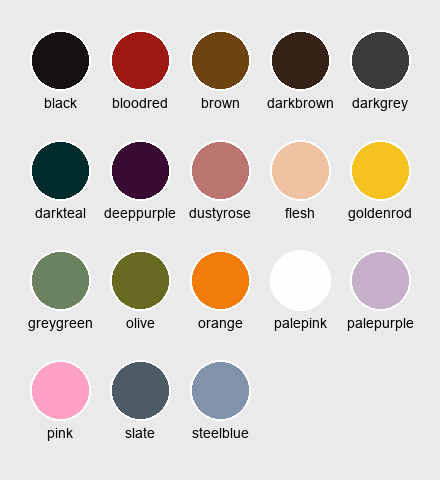 black bloodred brown darkbrown darkgrey
darkteal deeppurple dustyrose flesh goldenrod
greygreen olive orange palepink palepurple
pink slate steelblue